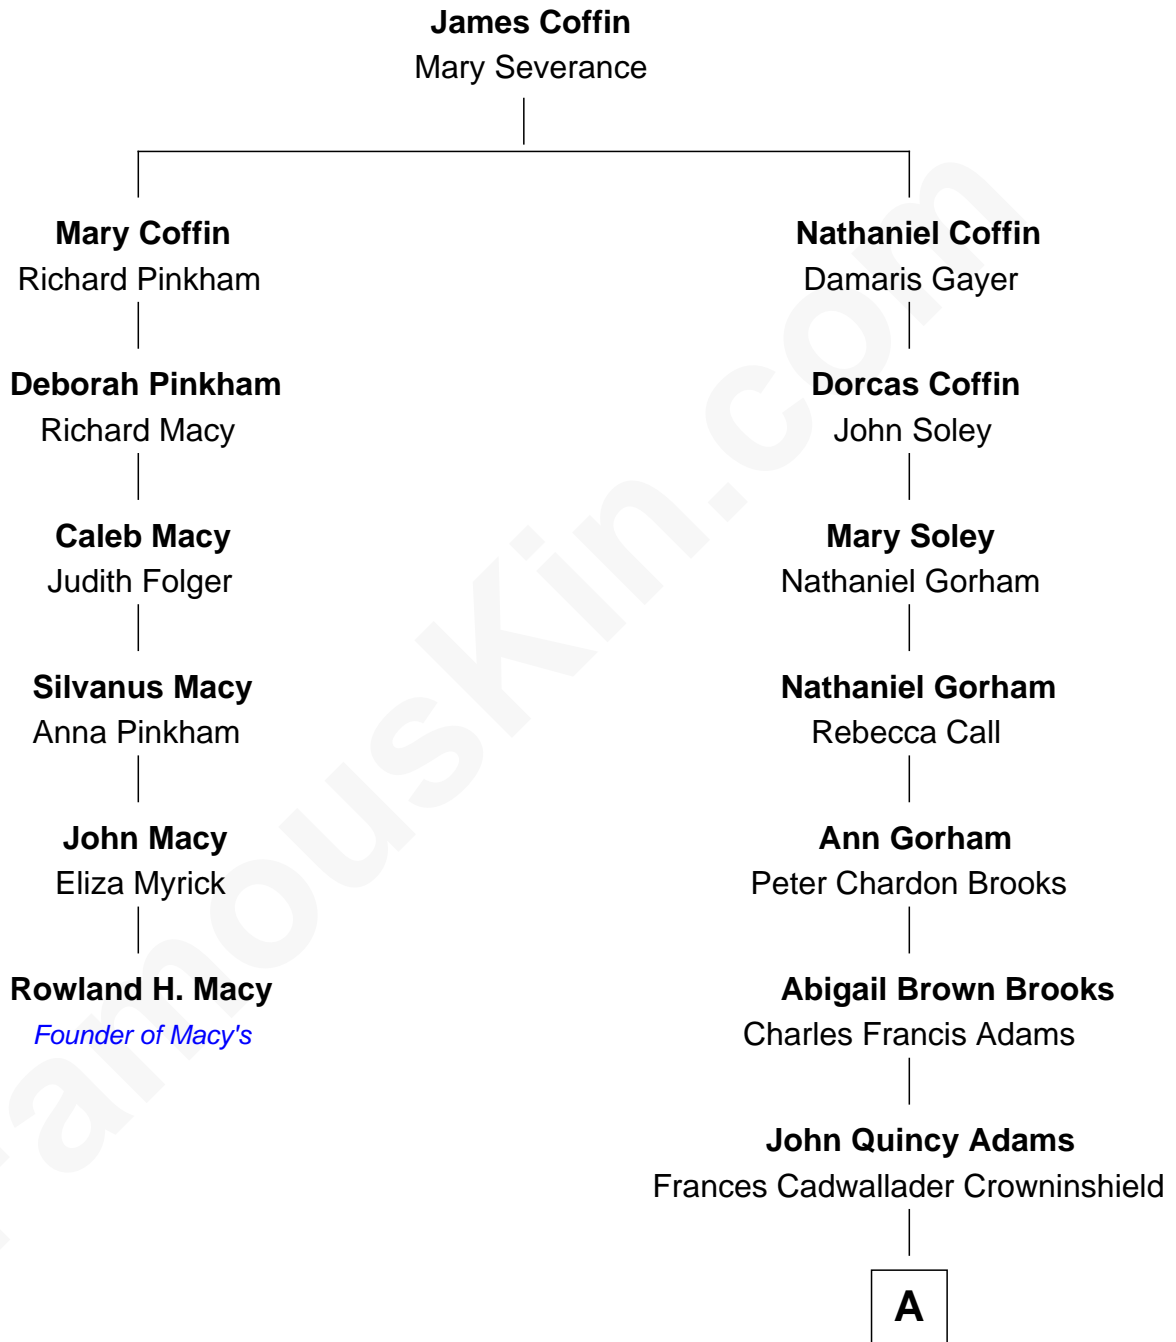 James Coffin
Mary Severance
Mary Coffin
Richard Pinkham
Deborah Pinkham
Richard Macy
Caleb Macy
Judith Folger
Silvanus Macy
Anna Pinkham
John Macy
Eliza Myrick
Rowland H. Macy
Founder of Macy's
Nathaniel Coffin
Damaris Gayer
Dorcas Coffin
John Soley
Mary Soley
Nathaniel Gorham
Nathaniel Gorham
Rebecca Call
Ann Gorham
Peter Chardon Brooks
Abigail Brown Brooks
Charles Francis Adams
John Quincy Adams
Frances Cadwallader Crowninshield
A
FamousKin.com